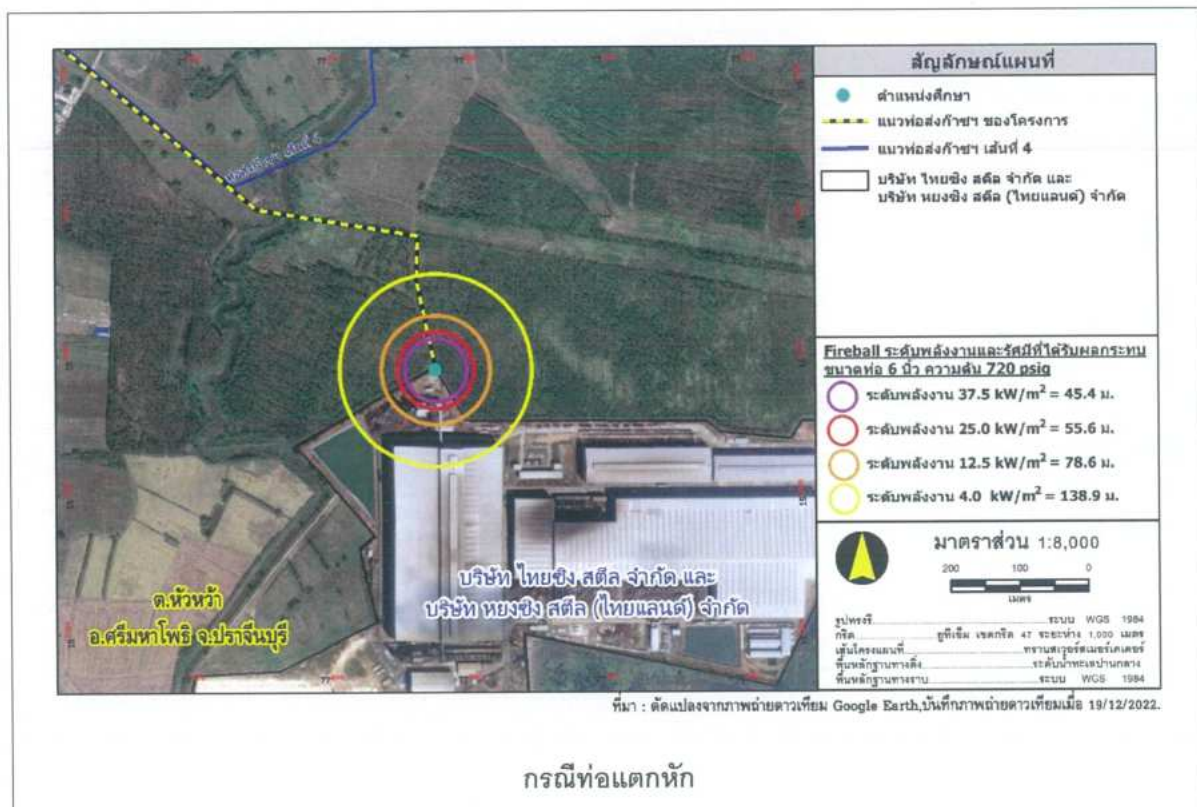 สัญลักษณ์แผนที่
ตำแหน่งศึกษา
แนวท่อส่งก๊าซฯ ของโครงการ
แนวท่อส่งก๊าซฯ เส้นที่ 4
บริษัท ไทยซิง สตีล จำกัด และ
บริษัท หยงซิง สตีล (ไทยแลนด์) จำกัด
Fireball ระดับพลังงานและรัศมีที่ได้รับผลกระทบ
ขนาดท่อ 6 นิ้ว ความดัน 720 psig
ระดับพลังงาน 37.5 kW/m² = 45.4 ม.
ระดับพลังงาน 25.0 kW/m² = 55.6 ม.
ระดับพลังงาน 12.5 kW/m² = 78.6 ม.
ระดับพลังงาน 4.0 kW/m² = 138.9 ม.
มาตราส่วน 1:8,000
200 100 0
เมตร
รูปทรงรี ระบบ WGS 1984
กริด ยูทีเอ็ม เขตกริด 47 ระยะห่าง 1,000 เมตร
เส้นโครงแผนที่ ทรานสเวอร์สเมอร์เคเตอร์
พื้นหลักฐานทางดิ่ง ระดับน้ำทะเลปานกลาง
พื้นหลักฐานทางราบ ระบบ WGS 1984
บริษัท ไทยซิง สตีล จำกัด และ
บริษัท หยงซิง สตีล (ไทยแลนด์) จำกัด
ต.หัวหว้า
อ.ศรีมหาโพธิ จ.ปราจีนบุรี
ที่มา : ดัดแปลงจากภาพถ่ายดาวเทียม Google Earth,บันทึกภาพถ่ายดาวเทียมเมื่อ 19/12/2022.
กรณีท่อแตกหัก